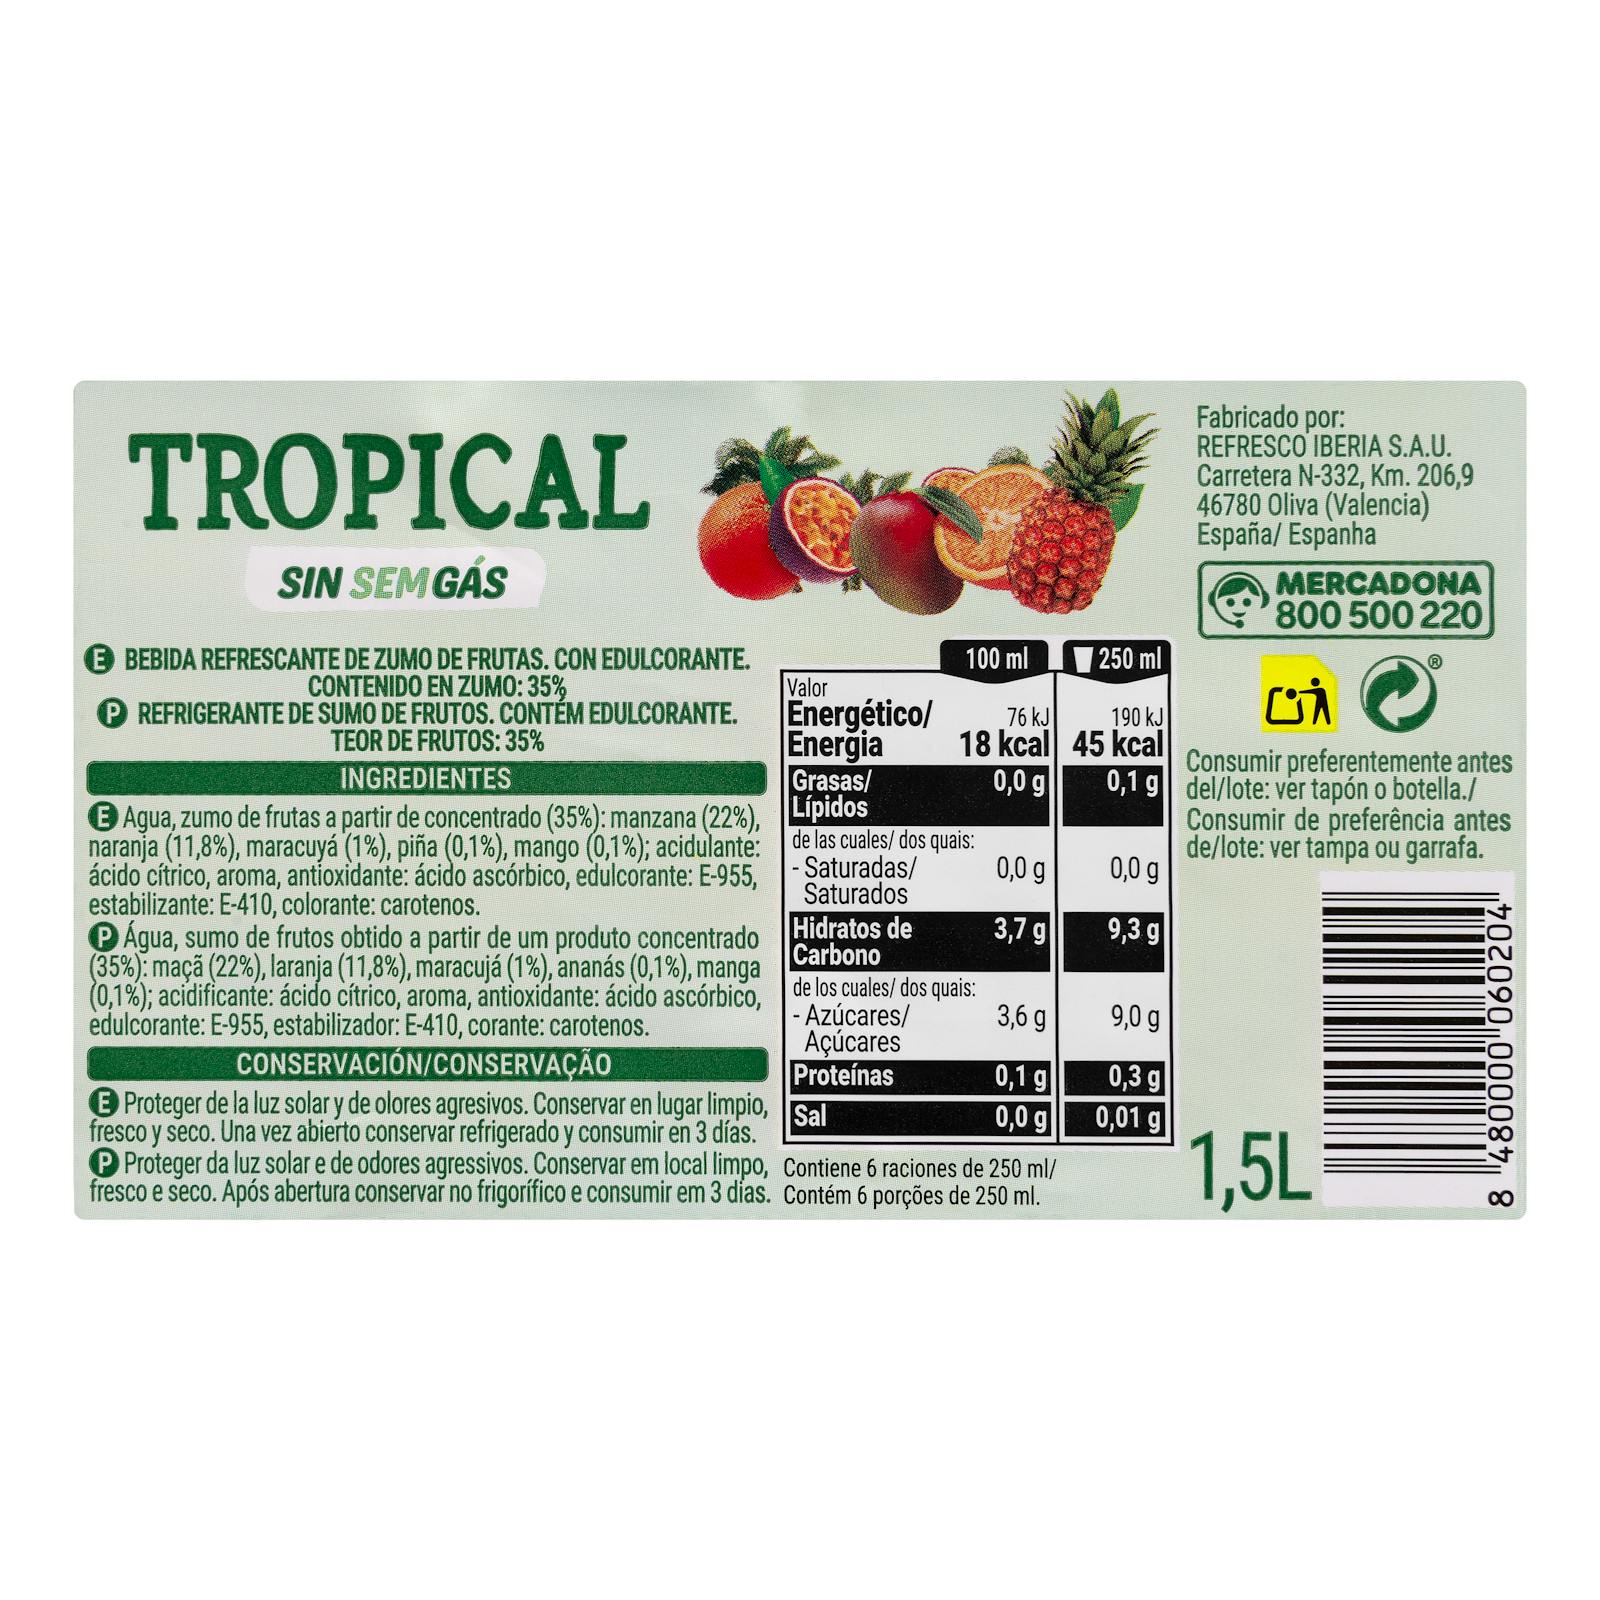 TROPICAL
SIN SEM GÁS
E BEBIDA REFRESCANTE DE ZUMO DE FRUTAS. CON EDULCORANTE.
CONTENIDO EN ZUMO: 35%
P REFRIGERANTE DE SUMO DE FRUTOS. CONTÉM EDULCORANTE.
TEOR DE FRUTOS: 35%
INGREDIENTES
E Agua, zumo de frutas a partir de concentrado (35%): manzana (22%),
naranja (11,8%), maracuyá (1%), piña (0,1%), mango (0,1%); acidulante:
ácido cítrico, aroma, antioxidante: ácido ascórbico, edulcorante: E-955,
estabilizante: E-410, colorante: carotenos.
P Água, sumo de frutos obtido a partir de um produto concentrado
(35%): maçã (22%), laranja (11,8%), maracujá (1%), ananás (0,1%), manga
(0,1%); acidificante: ácido cítrico, aroma, antioxidante: ácido ascórbico,
edulcorante: E-955, estabilizador: E-410, corante: carotenos.
CONSERVACIÓN/CONSERVAÇÃO
E Proteger de la luz solar y de olores agresivos. Conservar en lugar limpio,
fresco y seco. Una vez abierto conservar refrigerado y consumir en 3 días.
P Proteger da luz solar e de odores agressivos. Conservar em local limpo,
fresco e seco. Após abertura conservar no frigorífico e consumir em 3 dias.
100 ml 250 ml
Valor
Energético/ 76 kJ 190 kJ
Energia 18 kcal 45 kcal
Grasas/ 0,0 g 0,1 g
Lípidos
de las cuales/ dos quais:
- Saturadas/ 0,0 g 0,0 g
Saturados
Hidratos de 3,7 g 9,3 g
Carbono
de los cuales/ dos quais:
- Azúcares/ 3,6 g 9,0 g
Açúcares
Proteínas 0,1 g 0,3 g
Sal 0,0 g 0,01 g
Contiene 6 raciones de 250 ml/
Contém 6 porções de 250 ml.
Fabricado por:
REFRESCO IBERIA S.A.U.
Carretera N-332, Km. 206,9
46780 Oliva (Valencia)
España/ Espanha
MERCADONA
800 500 220
®
Consumir preferentemente antes
del/lote: ver tapón o botella./
Consumir de preferência antes
de/lote: ver tampa ou garrafa.
1,5L
8 480000 060204